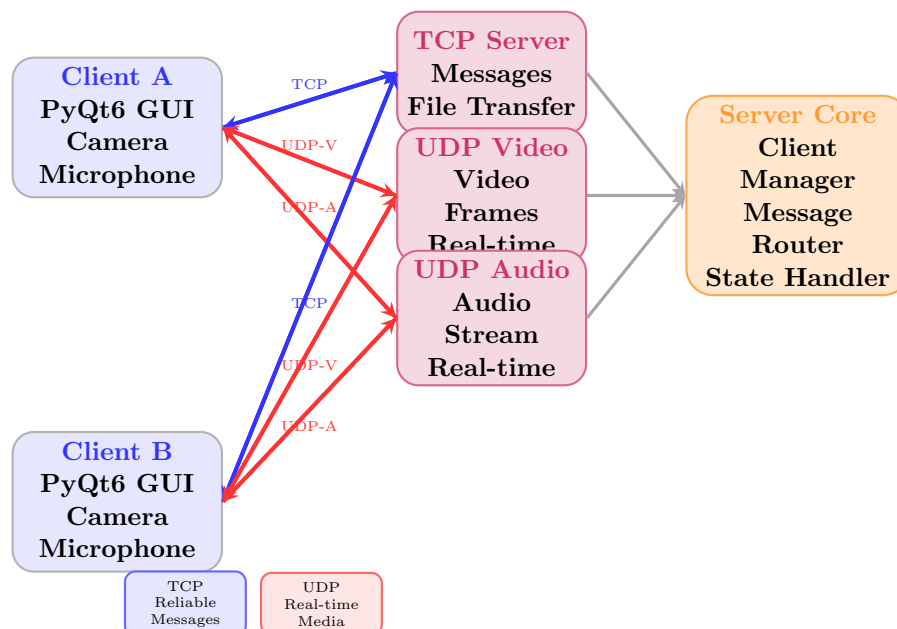 Client A
PyQt6 GUI
Camera
Microphone
TCP
UDP-V
UDP-A
TCP Server
Messages
File Transfer
UDP Video
Video
Frames
Real-time
UDP Audio
Audio
Stream
Real-time
Server Core
Client
Manager
Message
Router
State Handler
TCP
UDP-V
UDP-A
Client B
PyQt6 GUI
Camera
Microphone
TCP
Reliable
Messages
UDP
Real-time
Media